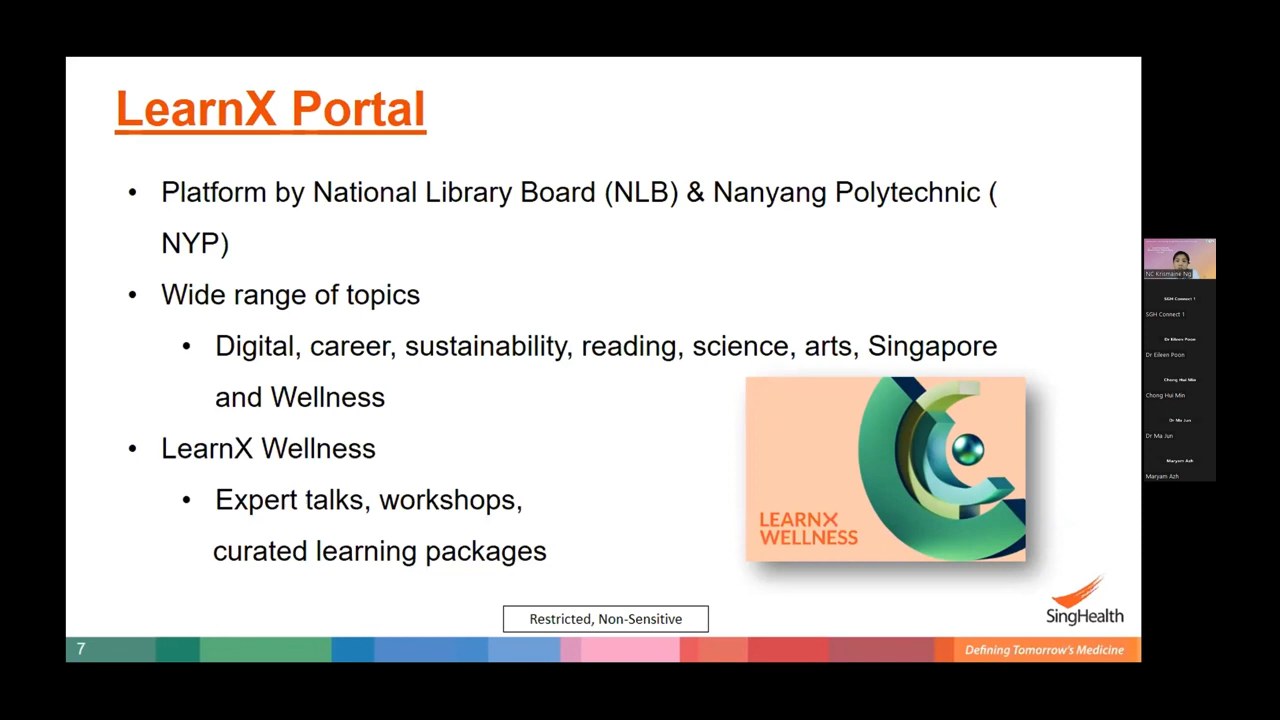 LearnX Portal
• Platform by National Library Board (NLB) & Nanyang Polytechnic (
NYP)
• Wide range of topics
• Digital, career, sustainability, reading, science, arts, Singapore
and Wellness
• LearnX Wellness
• Expert talks, workshops,
curated learning packages
LEARNX
WELLNESS
SingHealth
Restricted, Non-Sensitive
7
Defining Tomorrow's Medicine
NC Krismaine Ng
SGH Connect 1
SGH Connect 1
Dr Eileen Poon
Dr Eileen Poon
Chong Hui Min
Chong Hui Min
Dr Ma Jun
Dr Ma Jun
Maryam Azh
Maryam Azh